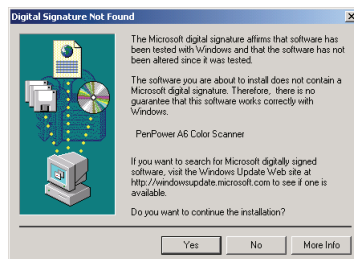 Digital Signature Not Found
The Microsoft digital signature affirms that software has
been tested with Windows and that the software has not
been altered since it was tested.
The software you are about to install does not contain a
Microsoft digital signature. Therefore, there is no
guarantee that this software works correctly with
Windows.
PenPower A6 Color Scanner
If you want to search for Microsoft digitally signed
software, visit the Windows Update Web site at
http://windowsupdate.microsoft.com to see if one is
available.
Do you want to continue the installation?
Yes No More Info